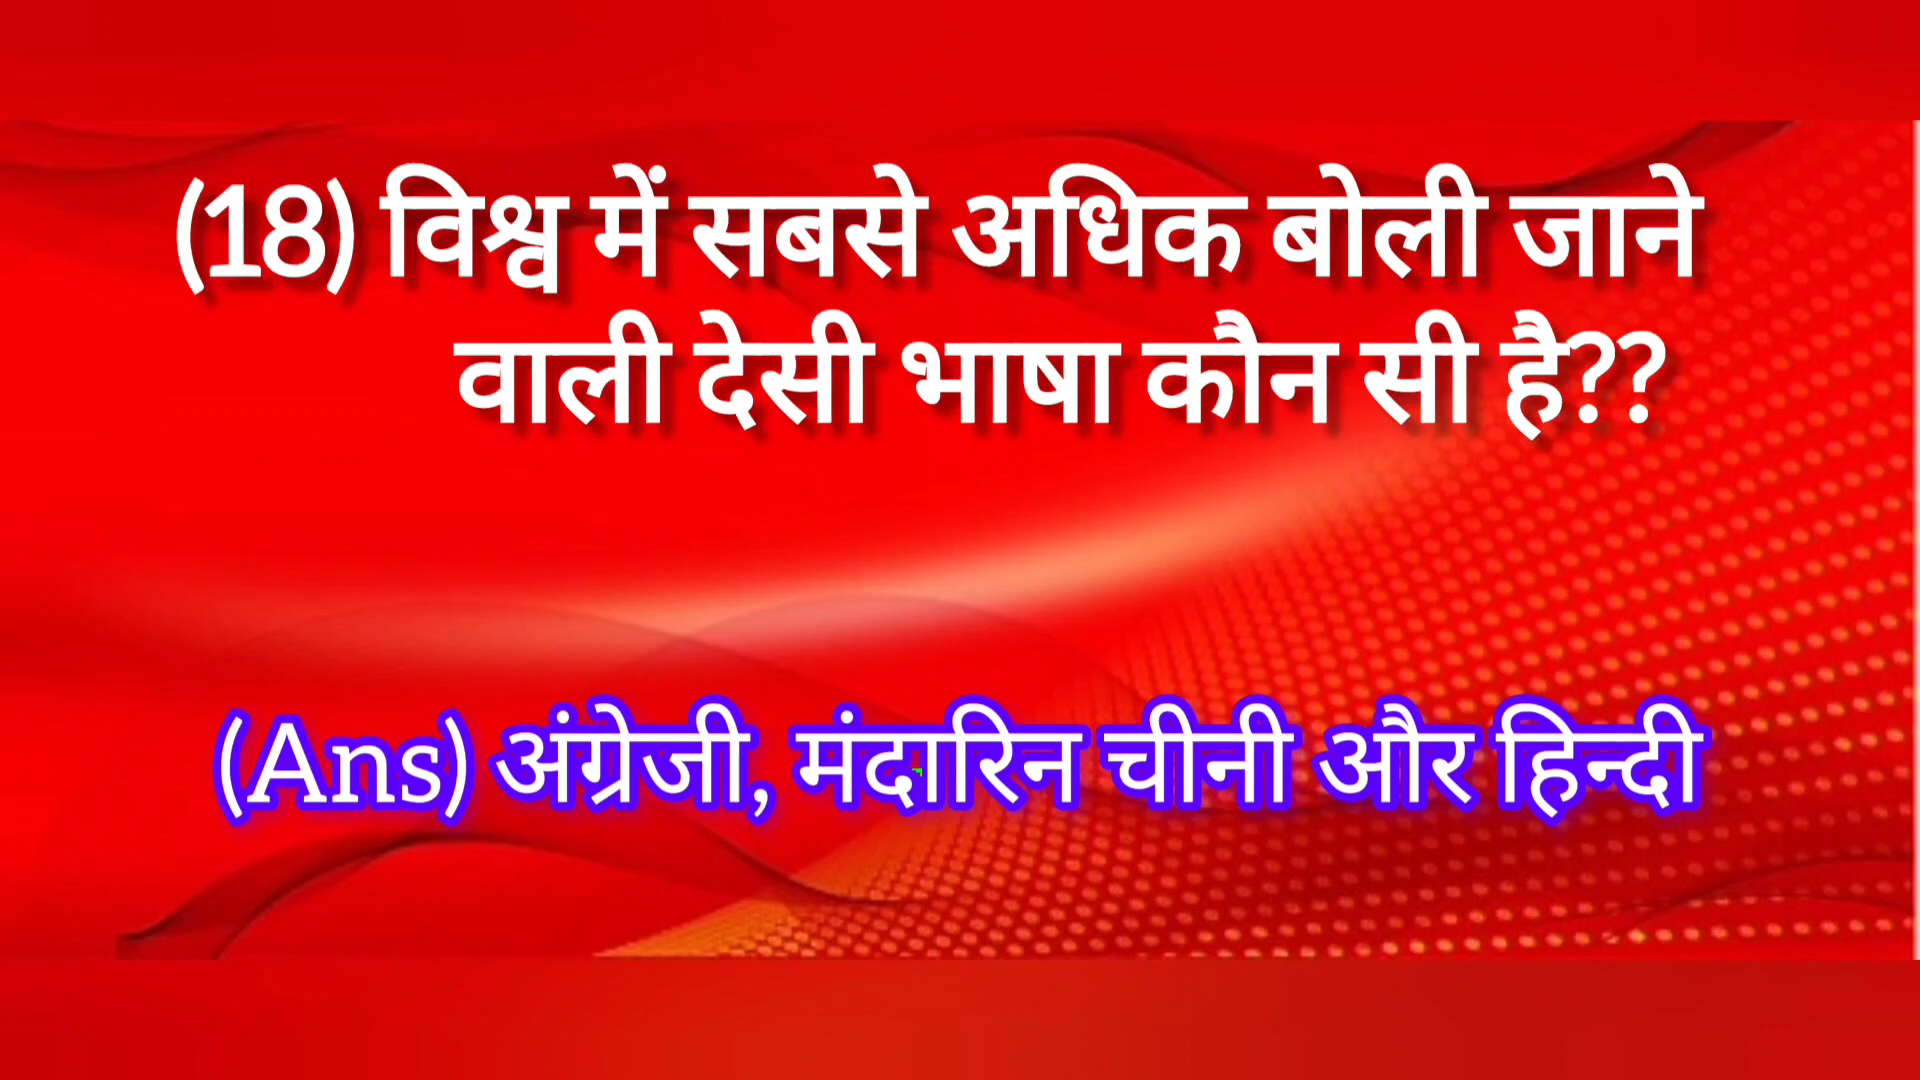 (18) विश्व में सबसे अधिक बोली जाने
वाली देसी भाषा कौन सी है??
(Ans) अंग्रेजी, मंदारिन चीनी और हिन्दी